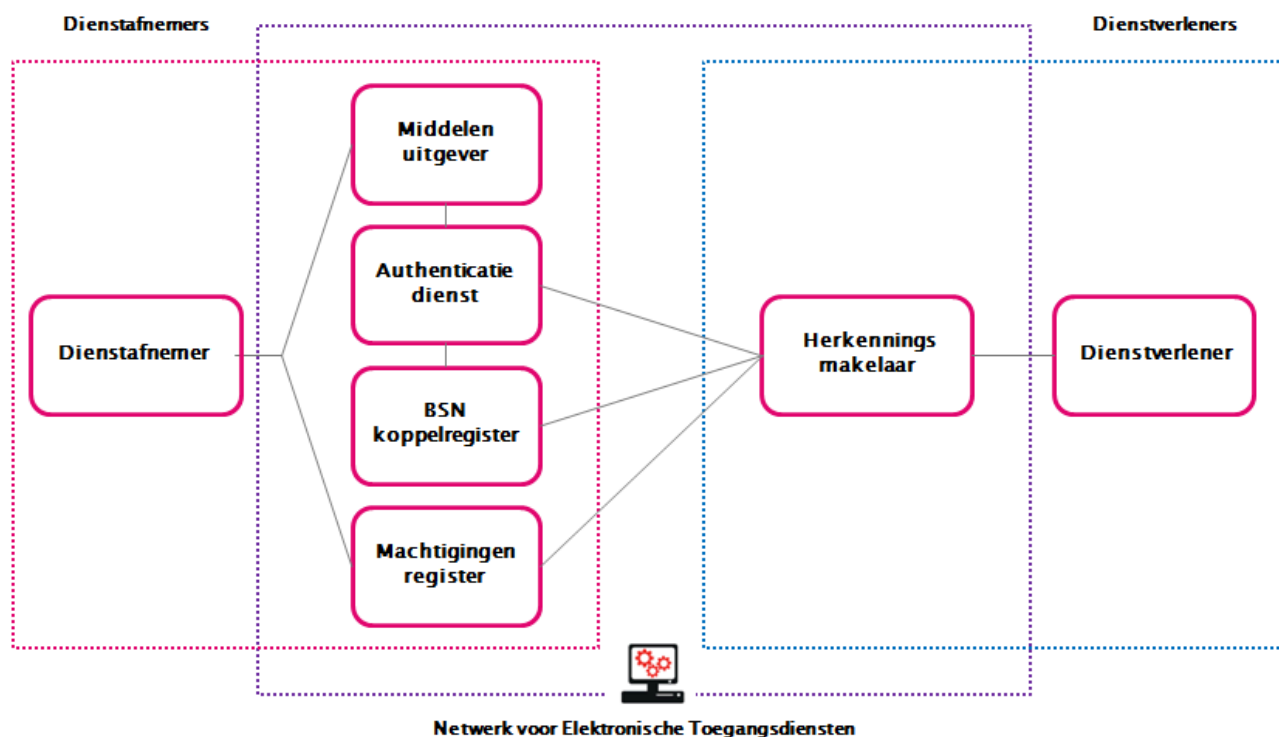 Dienstafnemers
Dienstverleners
Middelen
uitgever
Authenticatie
dienst
Dienstafnemer
Herkennings
makelaar
Dienstverlener
BSN
koppelregister
Machtigingen
register
Netwerk voor Elektronische Toegangsdiensten